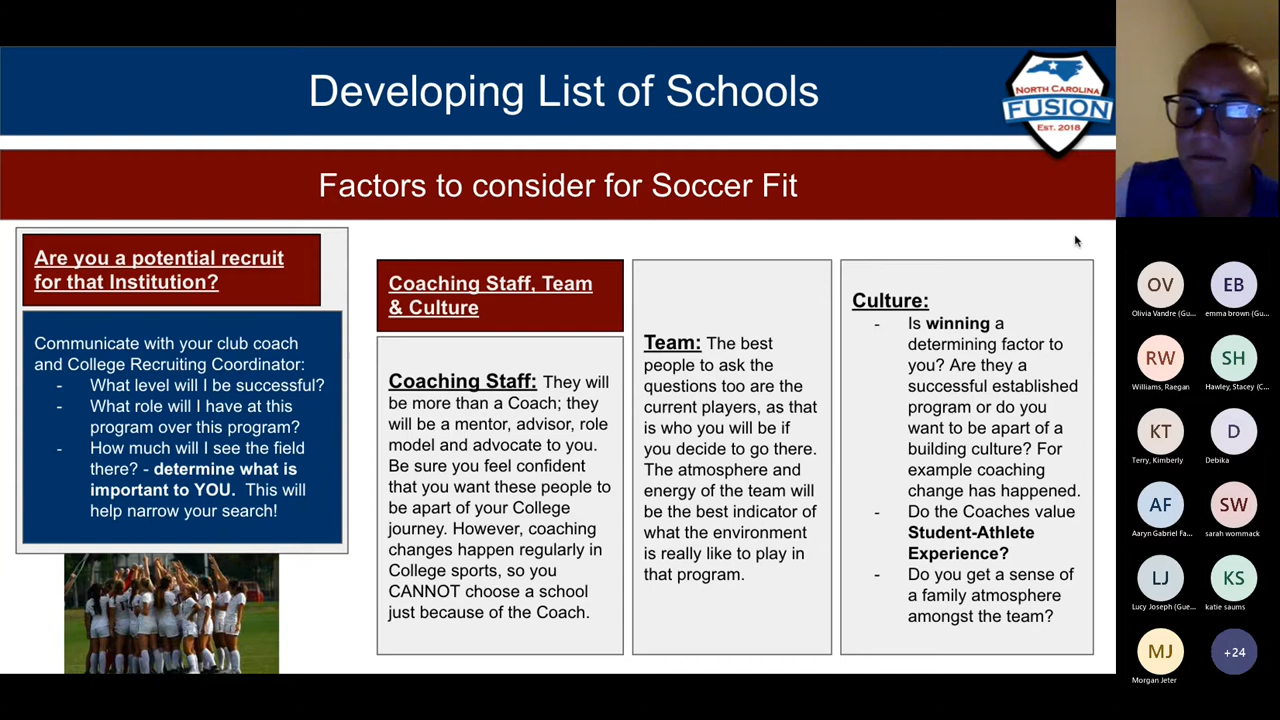 Developing List of Schools
NORTH CAROLINA
FUSION
EST. 2018
Factors to consider for Soccer Fit
Are you a potential recruit
for that Institution?
Communicate with your club coach
and College Recruiting Coordinator:
- What level will I be successful?
- What role will I have at this
program over this program?
- How much will I see the field
there? - determine what is
important to YOU. This will
help narrow your search!
Coaching Staff, Team
& Culture
Coaching Staff: They will
be more than a Coach; they
will be a mentor, advisor, role
model and advocate to you.
Be sure you feel confident
that you want these people to
be apart of your College
journey. However, coaching
changes happen regularly in
College sports, so you
CANNOT choose a school
just because of the Coach.
Team: The best
people to ask the
questions too are the
current players, as that
is who you will be if
you decide to go there.
The atmosphere and
energy of the team will
be the best indicator of
what the environment
is really like to play in
that program.
Culture:
- Is winning a
determining factor to
you? Are they a
successful established
program or do you
want to be apart of a
building culture? For
example coaching
change has happened.
- Do the Coaches value
Student-Athlete
Experience?
- Do you get a sense of
a family atmosphere
amongst the team?
OV
Olivia Vandre (Gu...
EB
emma brown (Gu...
RW
Williams, Raegan
SH
Hawley, Stacey (C...
KT
Terry, Kimberly
D
Debika
AF
Aaryn Gabriel Fa...
SW
sarah wommack
LJ
Lucy Joseph (Gue...
KS
katie saums
MJ
Morgan Jeter
+24